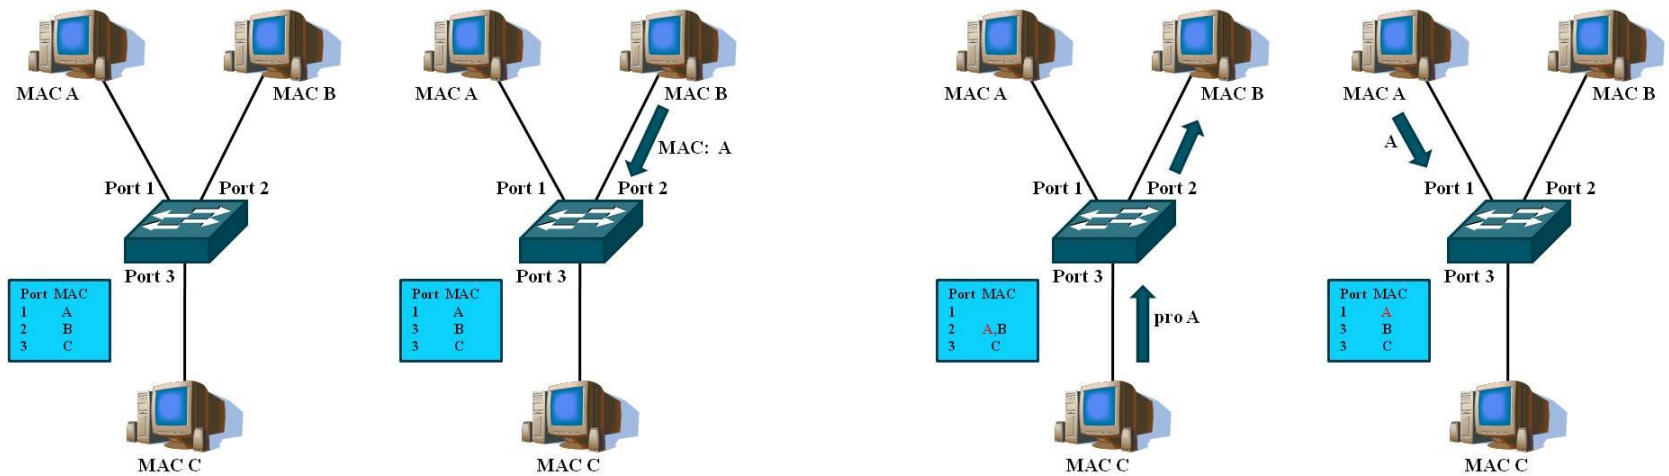 MAC A
MAC B
Port 1
Port 2
Port 3
Port MAC
1 A
2 B
3 C
MAC C
MAC A
MAC B
MAC: A
Port 1
Port 2
Port 3
Port MAC
1 A
3 B
3 C
MAC C
MAC A
MAC B
Port 1
Port 2
Port 3
Port MAC
1
2 A,B
3 C
pro A
MAC C
MAC A
MAC B
A
Port 1
Port 2
Port 3
Port MAC
1 A
3 B
3 C
MAC C